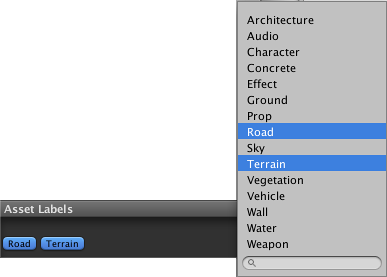 Architecture
Audio
Character
Concrete
Effect
Ground
Prop
Road
Sky
Terrain
Vegetation
Vehicle
Wall
Water
Weapon
Asset Labels
Road Terrain